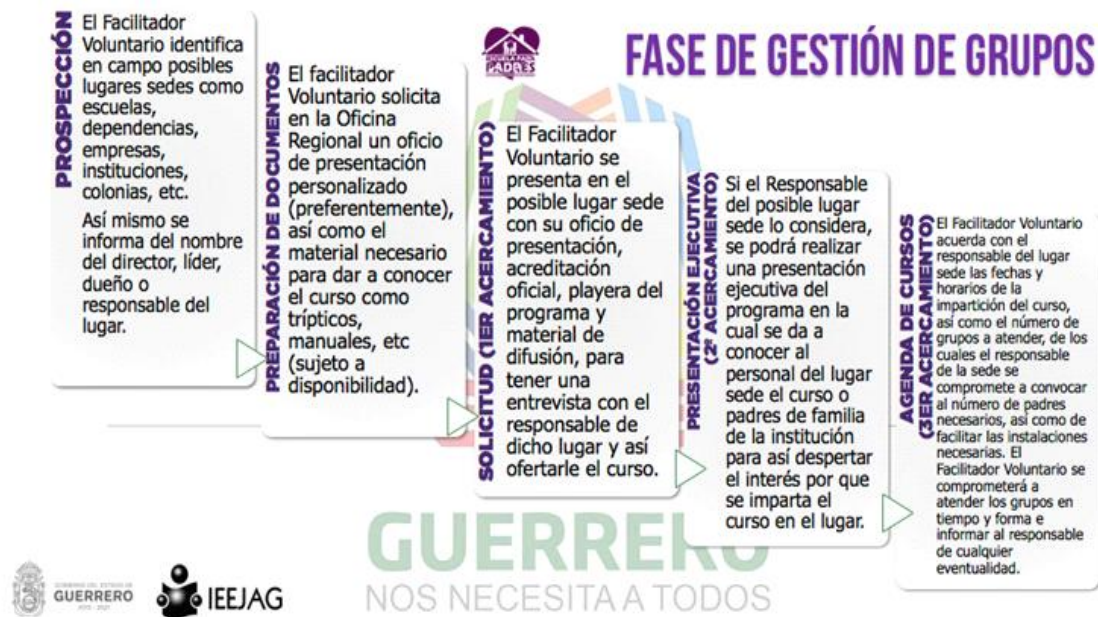 FASE DE GESTIÓN DE GRUPOS
PROSPECCIÓN
El Facilitador
Voluntario identifica
en campo posibles
lugares sedes como
escuelas,
dependencias,
empresas,
instituciones,
colonias, etc.
Así mismo se
informa del nombre
del director, líder,
dueño o
responsable del
lugar.
PREPARACIÓN DE DOCUMENTOS
El facilitador
Voluntario solicita
en la Oficina
Regional un oficio
de presentación
personalizado
(preferentemente),
así como el
material necesario
para dar a conocer
el curso como
trípticos,
manuales, etc
(sujeto a
disponibilidad).
SOLICITUD (1ER ACERCAMIENTO)
El Facilitador
Voluntario se
presenta en el
posible lugar sede
con su oficio de
presentación,
acreditación
oficial, playera del
programa y
material de
difusión, para
tener una
entrevista con el
responsable de
dicho lugar y así
ofertarle el curso.
PRESENTACIÓN EJECUTIVA
(2º ACERCAMIENTO)
Si el Responsable
del posible lugar
sede lo considera,
se podrá realizar
una presentación
ejecutiva del
programa en la
cual se da a
conocer al
personal del lugar
sede el curso o
padres de familia
de la institución
para así despertar
el interés por que
se imparta el
curso en el lugar.
AGENDA DE CURSOS
(3ER ACERCAMIENTO)
El Facilitador Voluntario
acuerda con el
responsable del lugar
sede las fechas y
horarios de la
impartición del curso,
así como el número de
grupos a atender, de los
cuales el responsable
de la sede se
compromete a convocar
al número de padres
necesarios, así como de
facilitar las instalaciones
necesarias. El
Facilitador Voluntario se
comprometerá a
atender los grupos en
tiempo y forma e
informar al responsable
de cualquier
eventualidad.
GUERRERO
NOS NECESITA A TODOS
GOBIERNO DEL ESTADO DE
GUERRERO
IEEJAG